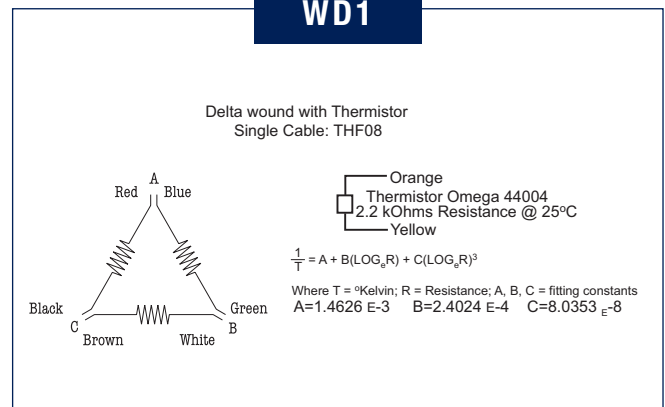 WD1
Delta wound with Thermistor
Single Cable: THF08
A
Red Blue
Black
C
Brown
Green
B
White
Orange
Thermistor Omega 44004
2.2 kOhms Resistance @ 25°C
Yellow
1/T = A + B(LOGₑR) + C(LOGₑR)³
Where T = °Kelvin; R = Resistance; A, B, C = fitting constants
A=1.4626 E-3 B=2.4024 E-4 C=8.0353 E-8